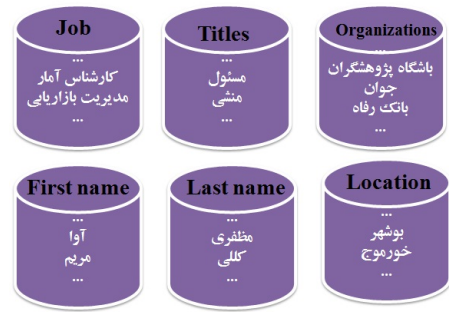 Job
...
کارشناس آمار
مدیریت بازاریابی
...
Titles
...
مسئول
منشی
...
Organizations
...
باشگاه پژوهشگران
جوان
بانک رفاه
...
First name
...
آوا
مریم
...
Last name
...
مظفری
کللی
...
Location
...
بوشهر
خورموج
...